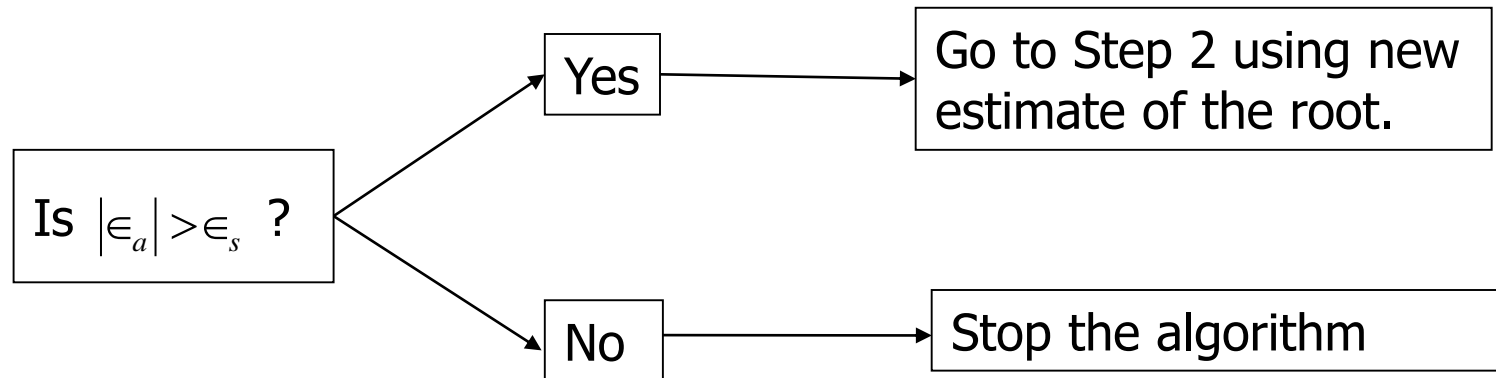 Is |∈ₐ| > ∈ₛ ?
Yes
Go to Step 2 using new
estimate of the root.
No
Stop the algorithm